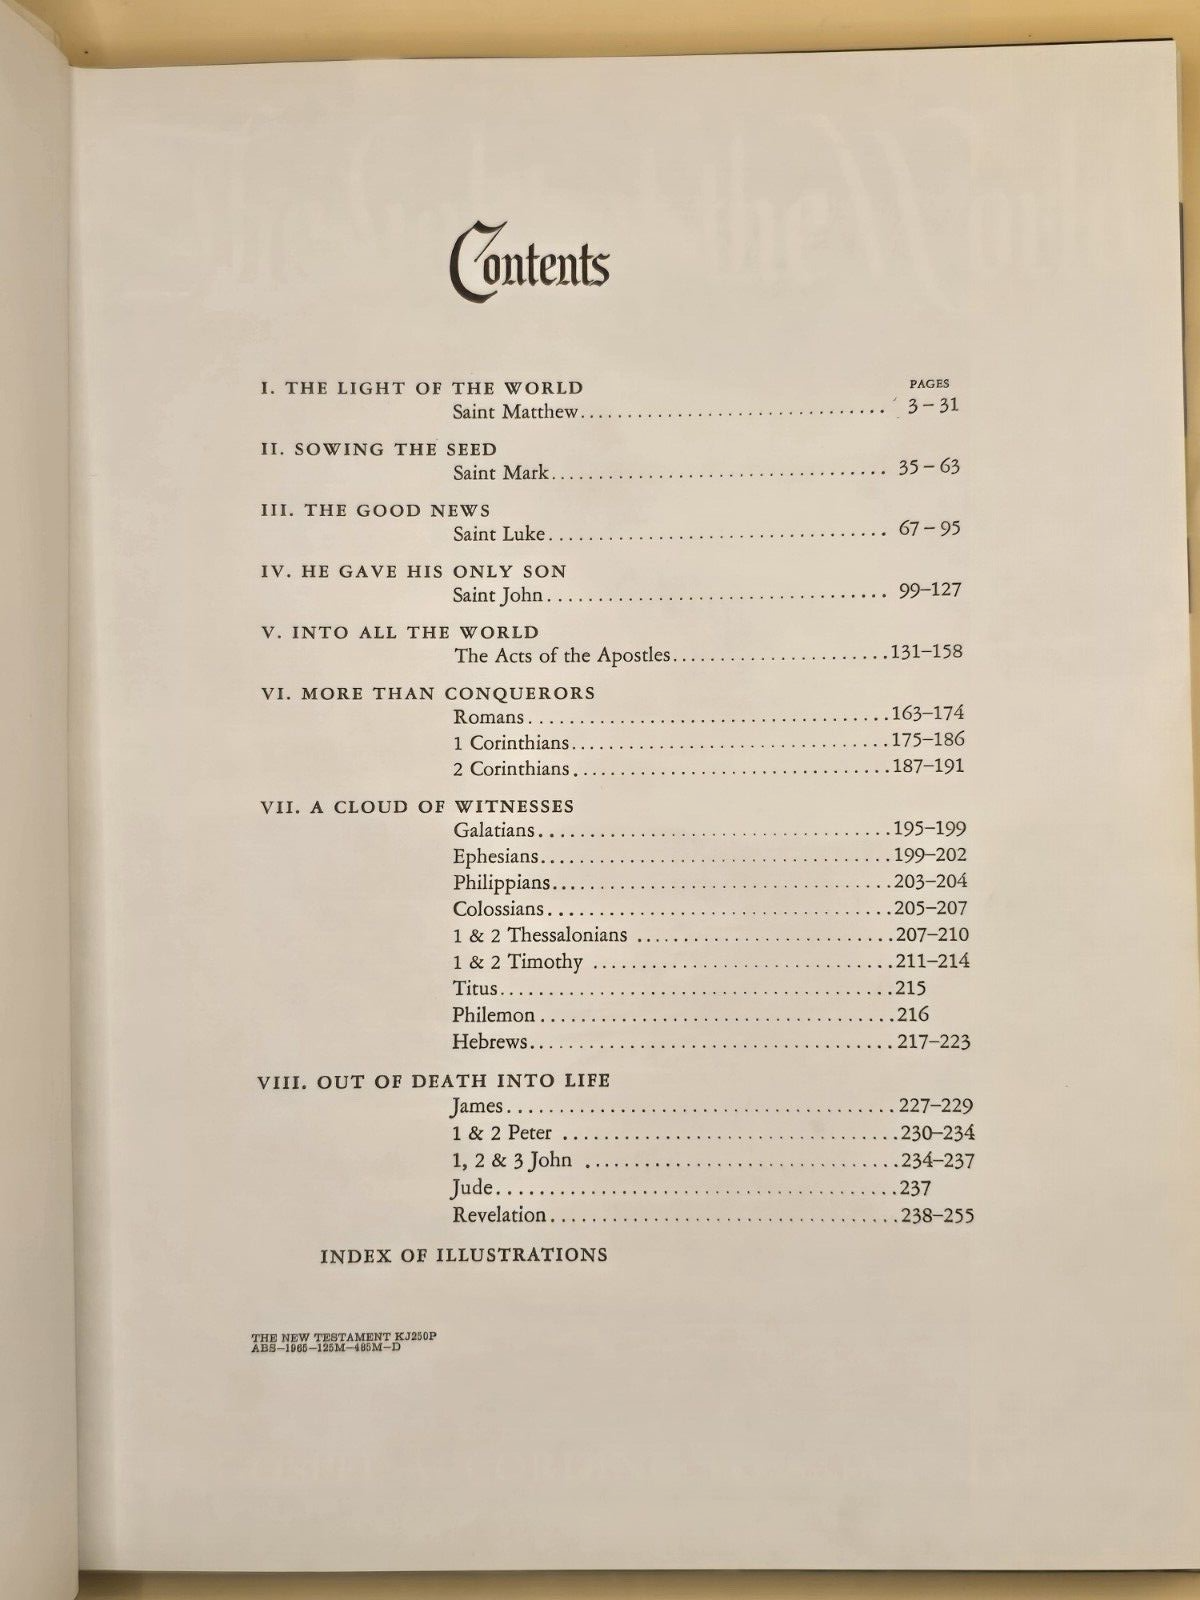 Contents
PAGES
I. THE LIGHT OF THE WORLD
Saint Matthew.............................. 3–31
II. SOWING THE SEED
Saint Mark................................. 35–63
III. THE GOOD NEWS
Saint Luke................................. 67–95
IV. HE GAVE HIS ONLY SON
Saint John................................. 99–127
V. INTO ALL THE WORLD
The Acts of the Apostles.....................131–158
VI. MORE THAN CONQUERORS
Romans...................................163–174
1 Corinthians...............................175–186
2 Corinthians...............................187–191
VII. A CLOUD OF WITNESSES
Galatians..................................195–199
Ephesians..................................199–202
Philippians.................................203–204
Colossians.................................205–207
1 & 2 Thessalonians .........................207–210
1 & 2 Timothy .............................211–214
Titus......................................215
Philemon..................................216
Hebrews...................................217–223
VIII. OUT OF DEATH INTO LIFE
James......................................227–229
1 & 2 Peter .................................230–234
1, 2 & 3 John ...............................234–237
Jude.......................................237
Revelation..................................238–255
INDEX OF ILLUSTRATIONS
THE NEW TESTAMENT KJ250P
ABS–1965–125M–485M–D